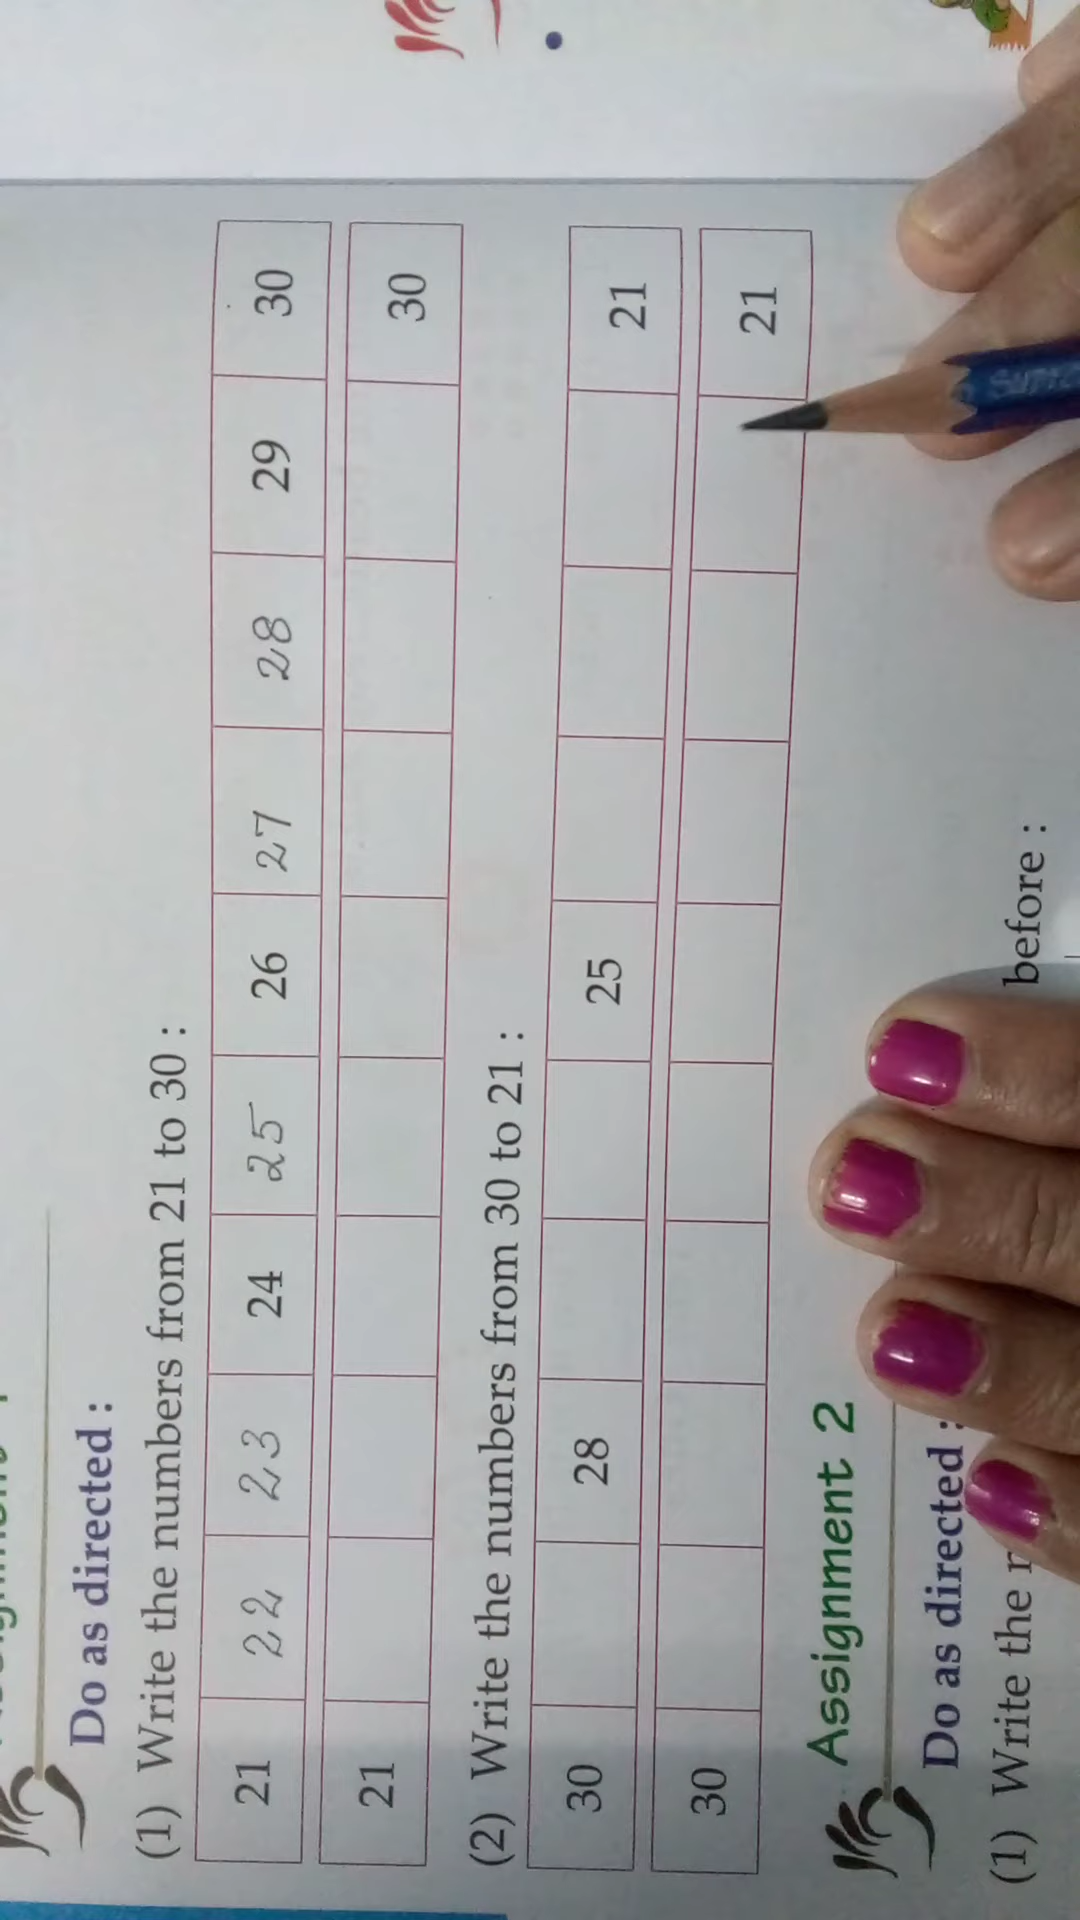 Do as directed :
(1) Write the numbers from 21 to 30 :
21 22 23 24 25 26 27 28 29 30
21 30
(2) Write the numbers from 30 to 21 :
30 28 25 21
30 21
Assignment 2
Do as directed :
(1) Write the before :